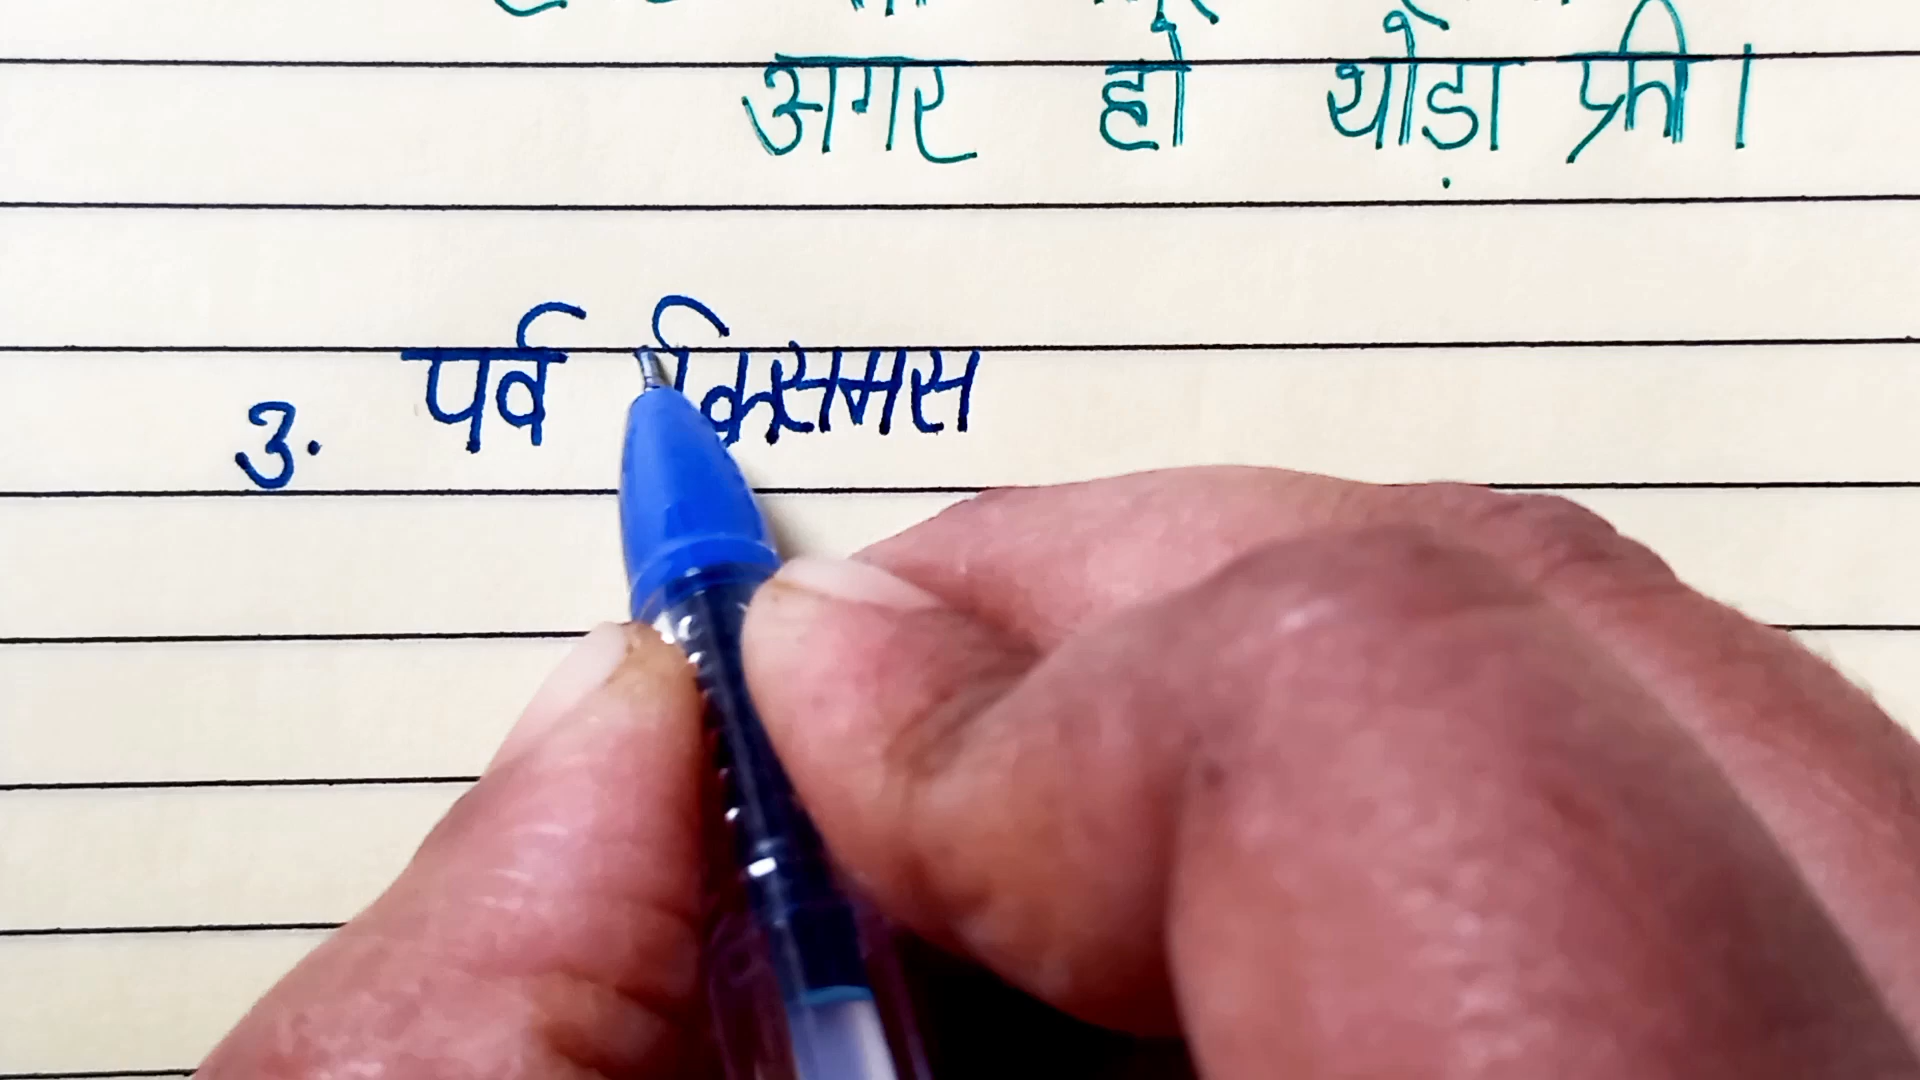 अगर हो थोड़ा फ्री।
3. पर्व क्रिसमस